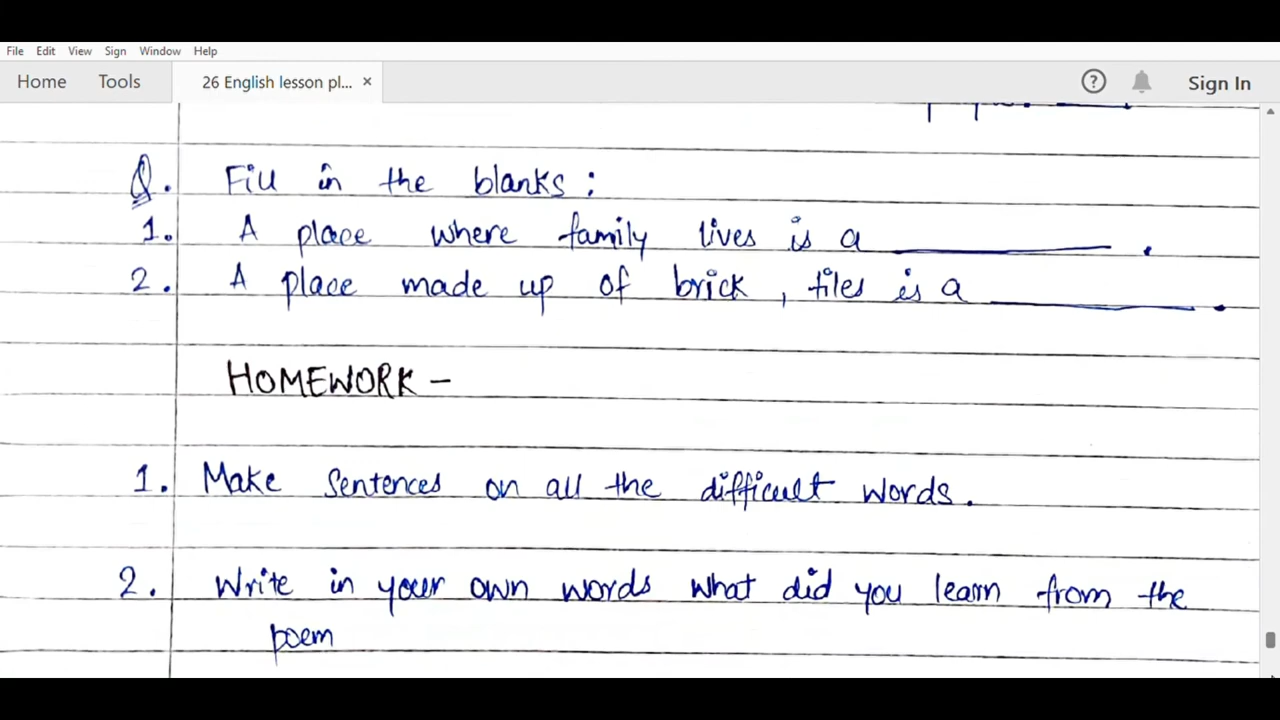 File Edit View Sign Window Help
Home Tools 26 English lesson pl... × Sign In
Q. Fill in the blanks :
1. A place where family lives is a ________ .
2. A place made up of brick, tiles is a ________ .
HOMEWORK –
1. Make sentences on all the difficult words.
2. Write in your own words what did you learn from the
poem